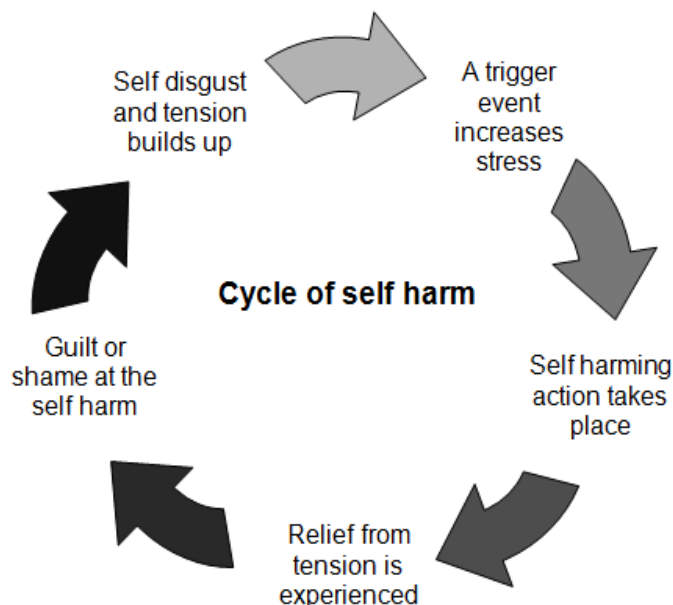 Self disgust
and tension
builds up
A trigger
event
increases
stress
Cycle of self harm
Guilt or
shame at the
self harm
Self harming
action takes
place
Relief from
tension is
experienced